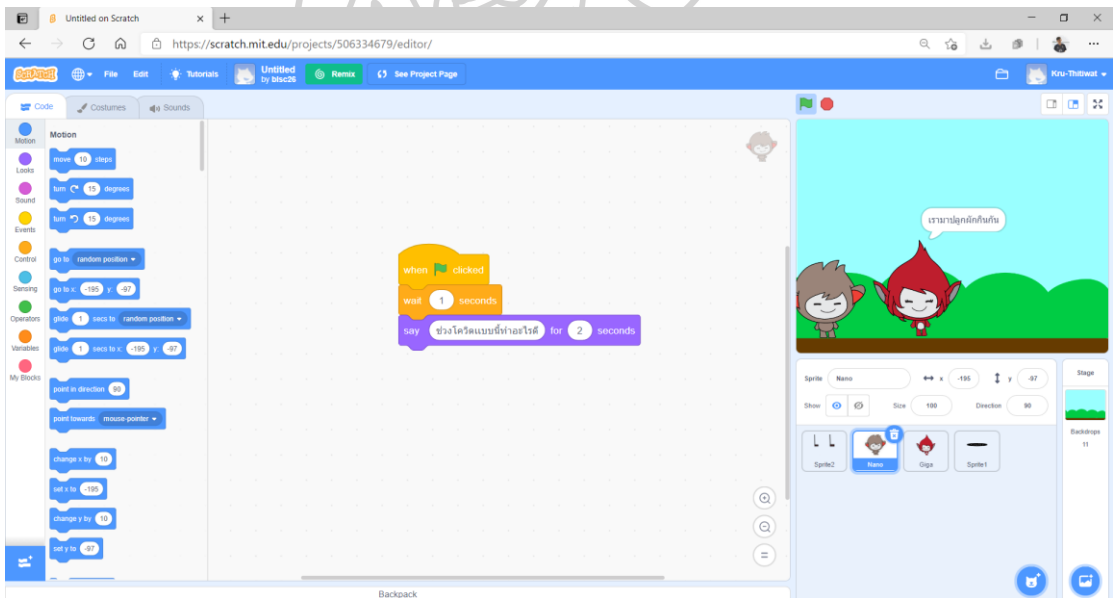 Untitled on Scratch
https://scratch.mit.edu/projects/506334679/editor/
SCRATCH File Edit Tutorials Untitled by bisc26 Remix See Project Page Kru-Thitiwat
Code Costumes Sounds
Motion
Looks
Sound
Events
Control
Sensing
Operators
Variables
My Blocks
Motion
move 10 steps
turn 15 degrees
turn 15 degrees
go to random position
go to x: -195 y: -97
glide 1 secs to random position
glide 1 secs to x: -195 y: -97
point in direction 90
point towards mouse-pointer
change x by 10
set x to -195
change y by 10
set y to -97
when clicked
wait 1 seconds
say ช่วงโควิดแบบนี้ทำอะไรดี for 2 seconds
เรามาปลูกผักกินกัน
Sprite Nano x -195 y -97
Show Size 100 Direction 90
Sprite2 Nano Giga Sprite1
Stage
Backdrops
11
Backpack